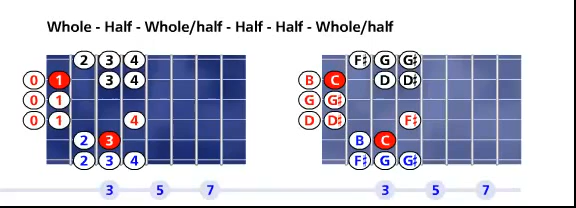 Whole - Half - Whole/half - Half - Half - Whole/half
2 3 4 F♯ G G♯
0 1 3 4 B C D D♯
0 1 G G♯
0 1 4 D D♯ F♯
2 3 B C
2 3 4 F♯ G G♯
3 5 7 3 5 7